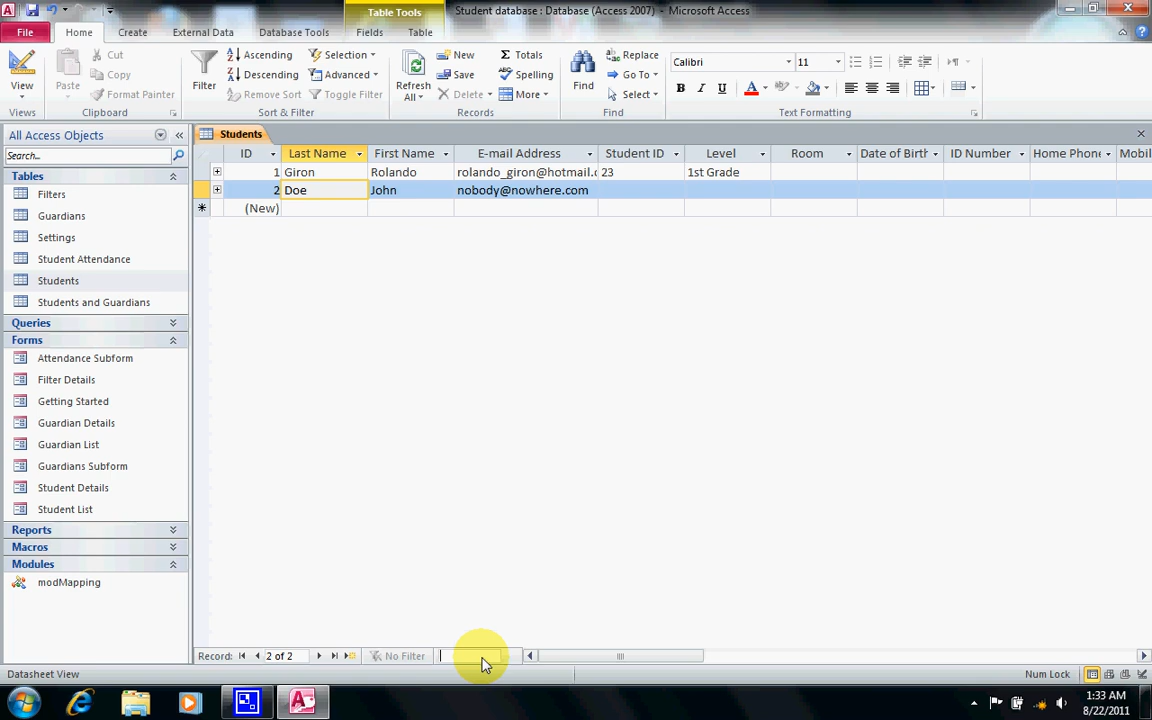 Table Tools
Student database : Database (Access 2007) - Microsoft Access
File Home Create External Data Database Tools Fields Table
View
Views
Paste
Cut
Copy
Format Painter
Clipboard
Filter
Ascending
Descending
Remove Sort
Selection
Advanced
Toggle Filter
Sort & Filter
Refresh
All
New
Save
Delete
Totals
Spelling
More
Records
Find
Replace
Go To
Select
Find
Calibri 11
B I U A
Text Formatting
All Access Objects
Search...
Tables
Filters
Guardians
Settings
Student Attendance
Students
Students and Guardians
Queries
Forms
Attendance Subform
Filter Details
Getting Started
Guardian Details
Guardian List
Guardians Subform
Student Details
Student List
Reports
Macros
Modules
modMapping
Students
ID Last Name First Name E-mail Address Student ID Level Room Date of Birth ID Number Home Phone Mobil
1 Giron Rolando rolando_giron@hotmail.c 23 1st Grade
2 Doe John nobody@nowhere.com
(New)
Record: 2 of 2 No Filter
Datasheet View
Num Lock
1:33 AM
8/22/2011